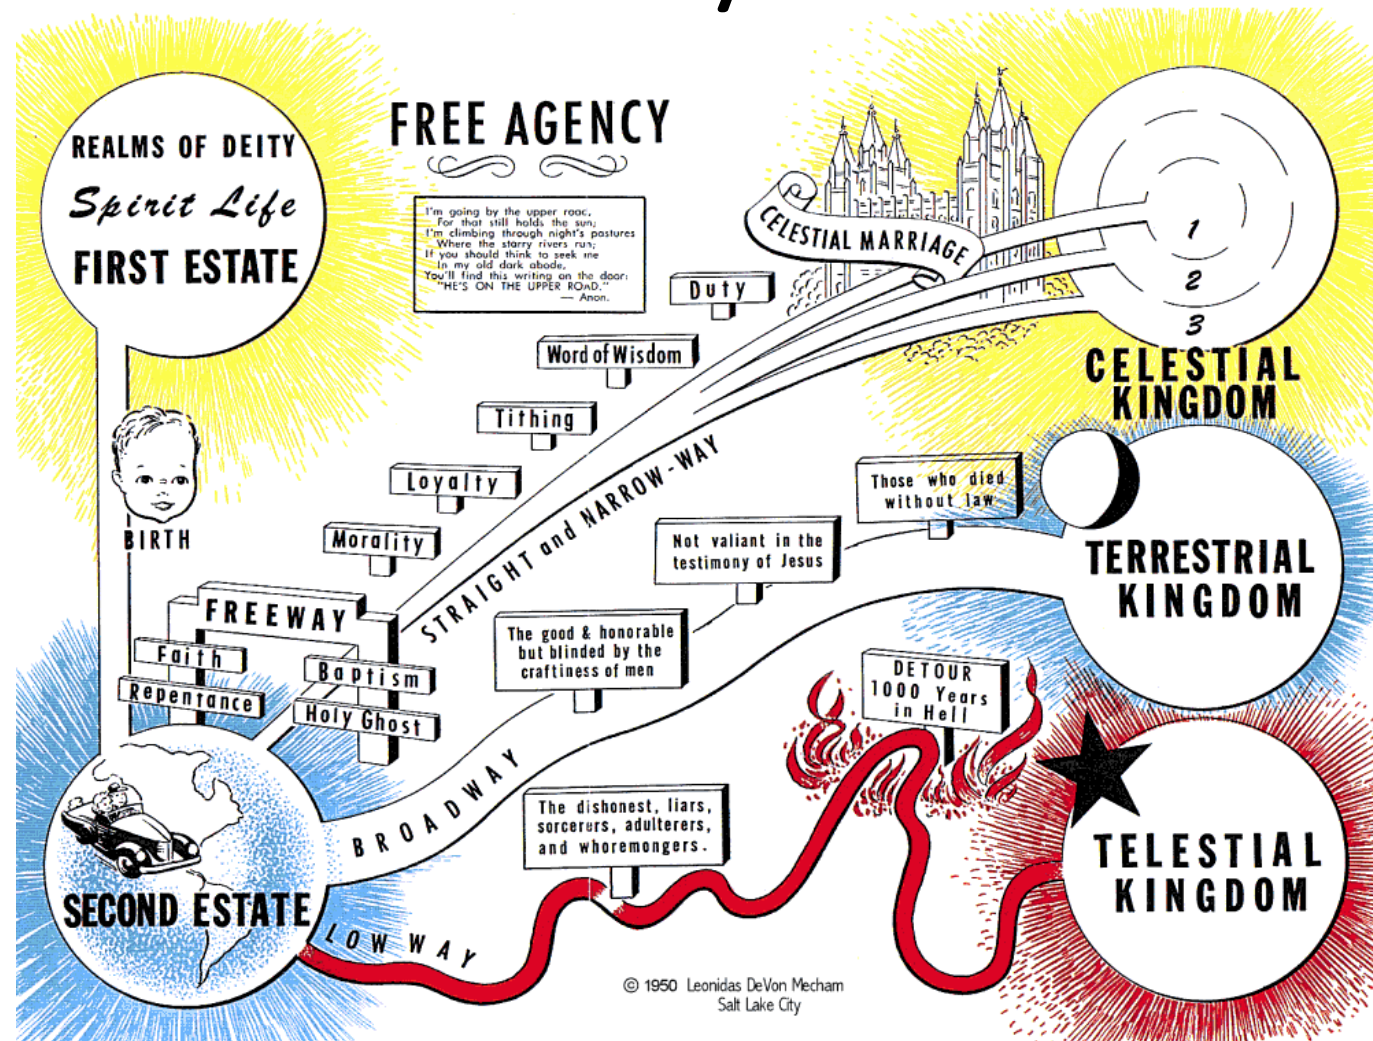 FREE AGENCY
REALMS OF DEITY
Spirit Life
FIRST ESTATE
I'm going by the upper road,
For that still holds the sun;
I'm climbing through night's pastures
Where the starry rivers run;
If you should think to seek me
In my old dark abode,
You'll find this writing on the door:
"HE'S ON THE UPPER ROAD."
— Anon.
CELESTIAL MARRIAGE
1
2
3
CELESTIAL
KINGDOM
Duty
Word of Wisdom
Tithing
Loyalty
Morality
BIRTH
FREEWAY
Faith
Repentance
Baptism
Holy Ghost
STRAIGHT and NARROW-WAY
Those who died
without law
Not valiant in the
testimony of Jesus
The good & honorable
but blinded by the
craftiness of men
TERRESTRIAL
KINGDOM
DETOUR
1000 Years
in Hell
BROADWAY
The dishonest, liars,
sorcerers, adulterers,
and whoremongers.
TELESTIAL
KINGDOM
SECOND ESTATE
LOW WAY
© 1950 Leonidas DeVon Mecham
Salt Lake City